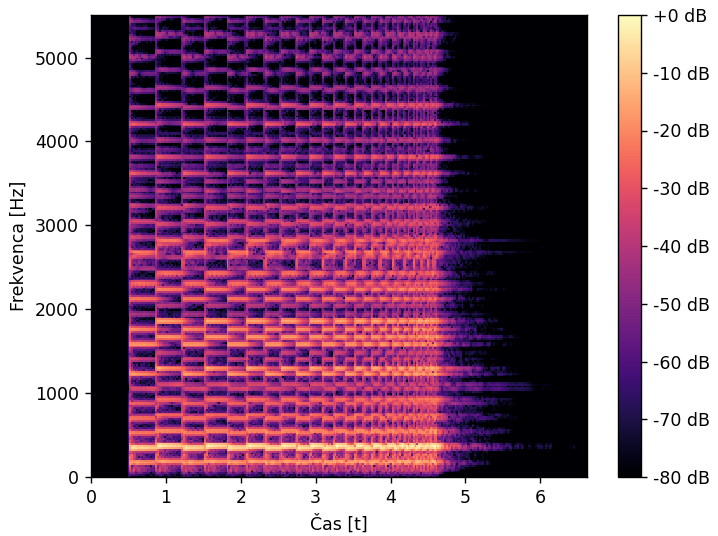 Frekvenca [Hz]
5000
4000
3000
2000
1000
0
0 1 2 3 4 5 6
Čas [t]
+0 dB
-10 dB
-20 dB
-30 dB
-40 dB
-50 dB
-60 dB
-70 dB
-80 dB